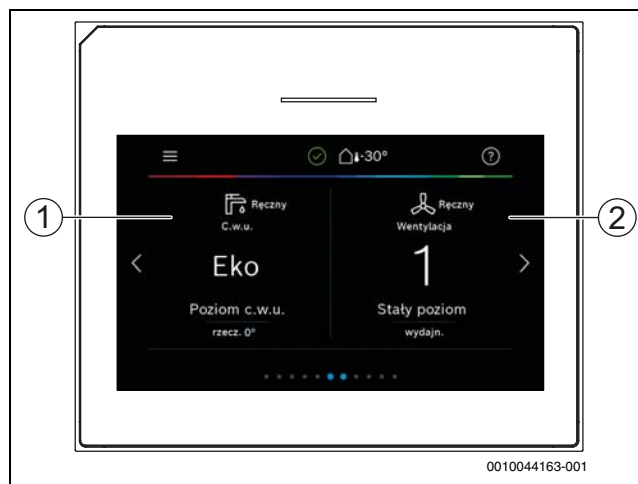 -30°
?
Ręczny
C.w.u.
Eko
Poziom c.w.u.
rzecz. 0°
Ręczny
Wentylacja
1
Stały poziom
wydajn.
1
2
0010044163-001